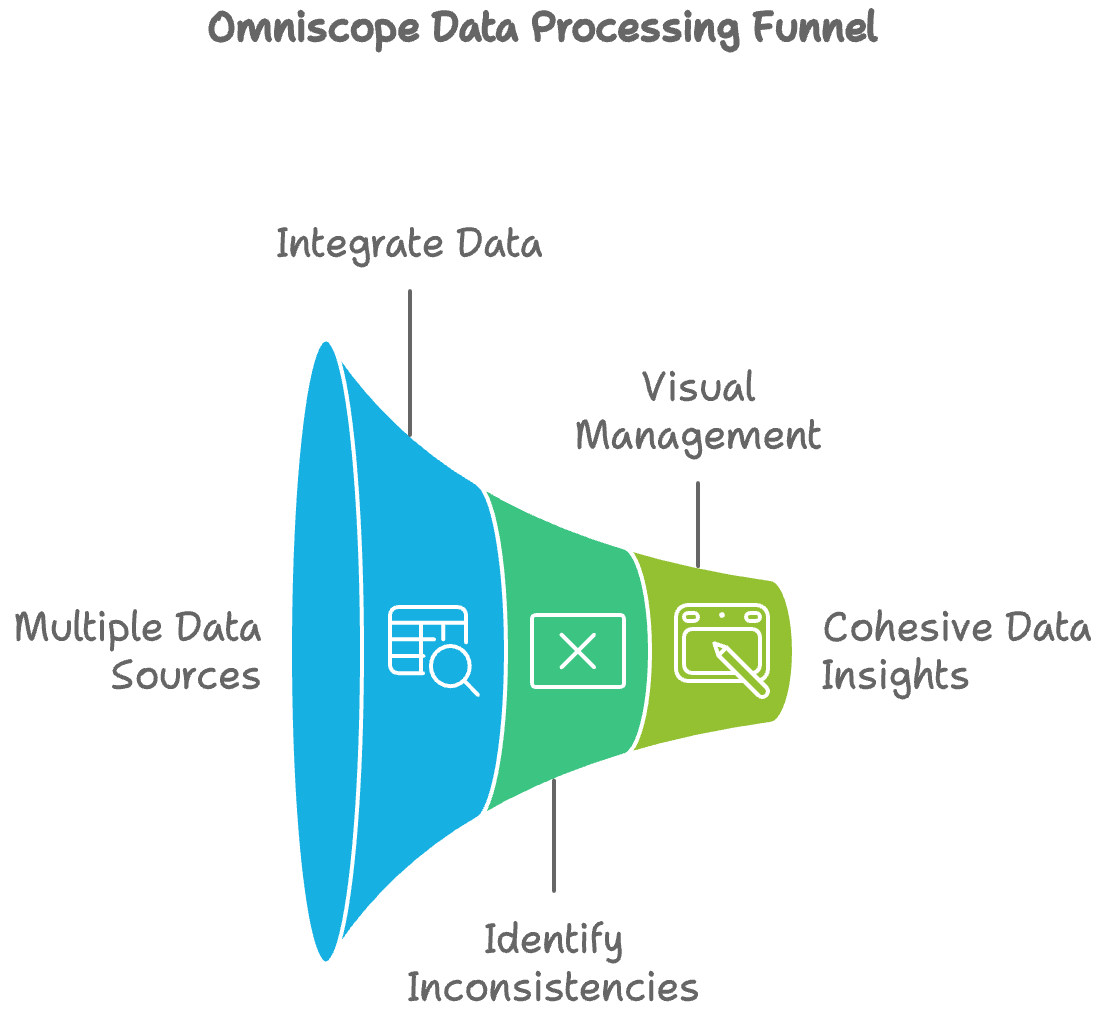 Omniscope Data Processing Funnel
Integrate Data
Visual
Management
Multiple Data
Sources
Cohesive Data
Insights
Identify
Inconsistencies